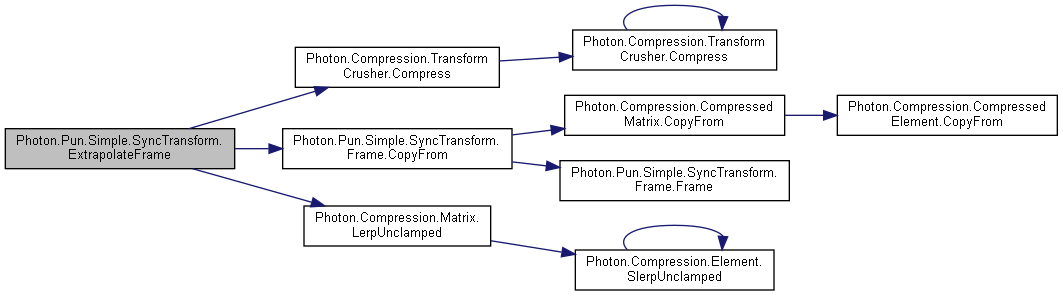 Photon.Pun.Simple.SyncTransform.
ExtrapolateFrame
Photon.Compression.Transform
Crusher.Compress
Photon.Compression.Transform
Crusher.Compress
Photon.Pun.Simple.SyncTransform.
Frame.CopyFrom
Photon.Compression.Compressed
Matrix.CopyFrom
Photon.Compression.Compressed
Element.CopyFrom
Photon.Pun.Simple.SyncTransform.
Frame.Frame
Photon.Compression.Matrix.
LerpUnclamped
Photon.Compression.Element.
SlerpUnclamped